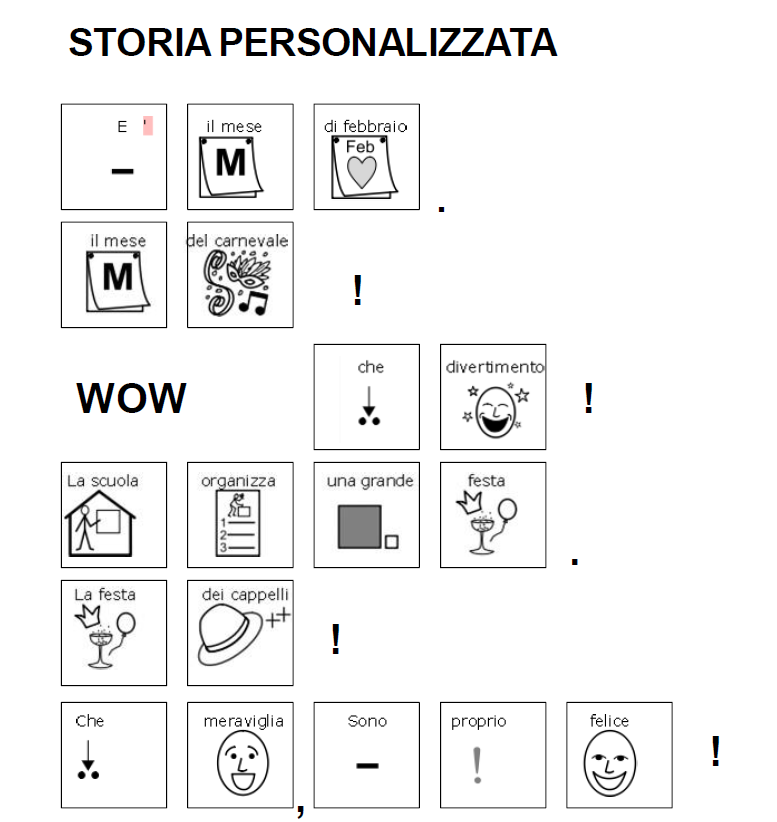 STORIA PERSONALIZZATA
E ' il mese di febbraio .
M Feb
il mese del carnevale !
M
WOW che divertimento !
La scuola organizza una grande festa .
1
2
3
La festa dei cappelli !
++
Che meraviglia , Sono proprio felice !
!